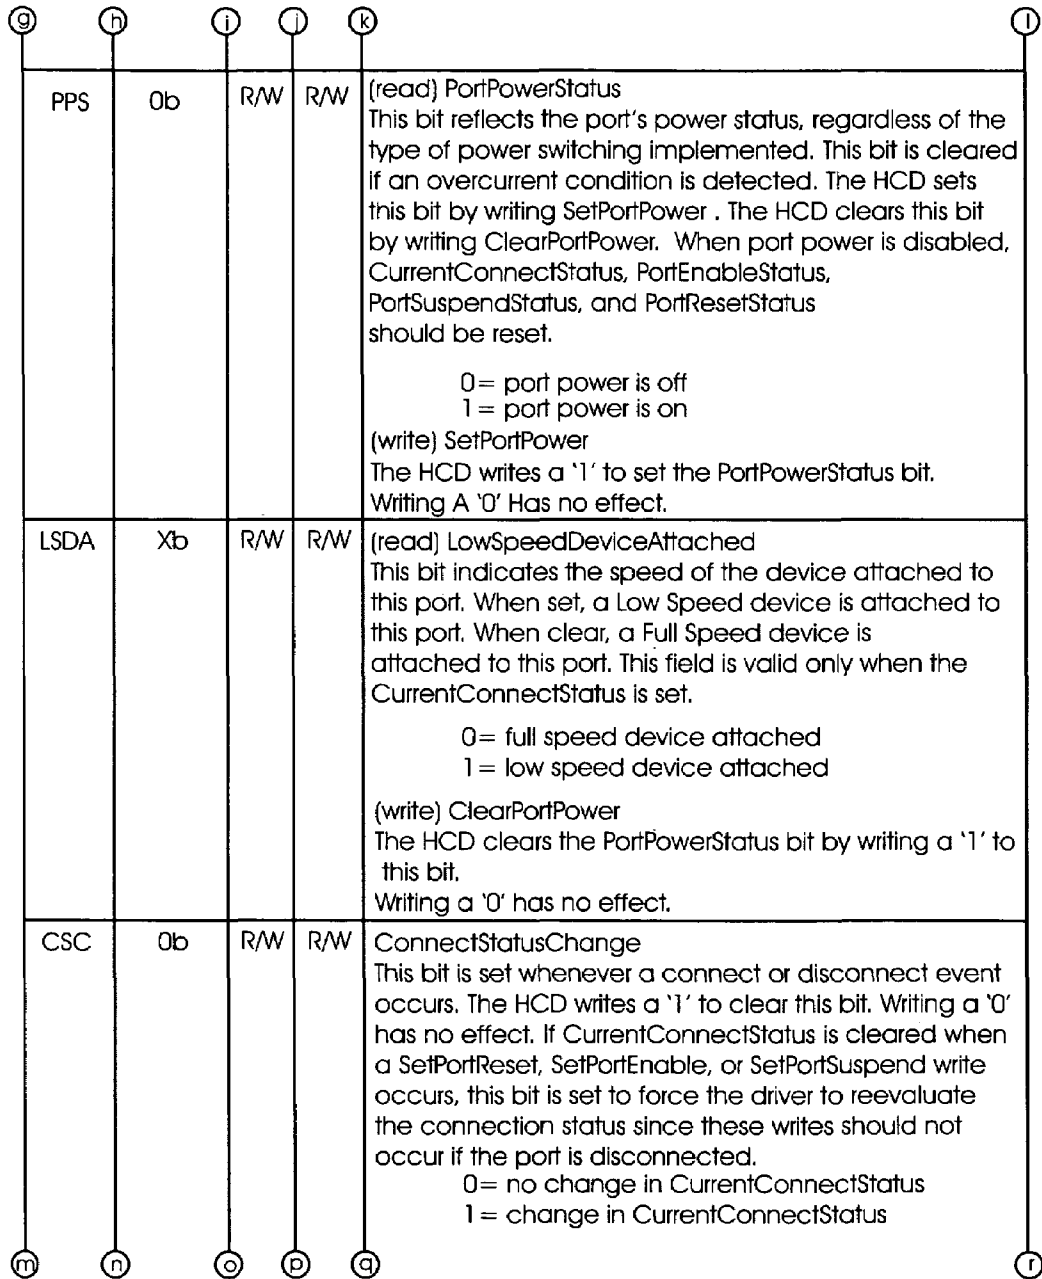 g h i j k l
PPS 0b R/W R/W (read) PortPowerStatus
This bit reflects the port's power status, regardless of the
type of power switching implemented. This bit is cleared
if an overcurrent condition is detected. The HCD sets
this bit by writing SetPortPower . The HCD clears this bit
by writing ClearPortPower. When port power is disabled,
CurrentConnectStatus, PortEnableStatus,
PortSuspendStatus, and PortResetStatus
should be reset.
0= port power is off
1= port power is on
(write) SetPortPower
The HCD writes a '1' to set the PortPowerStatus bit.
Writing A '0' Has no effect.
LSDA Xb R/W R/W (read) LowSpeedDeviceAttached
This bit indicates the speed of the device attached to
this port. When set, a Low Speed device is attached to
this port. When clear, a Full Speed device is
attached to this port. This field is valid only when the
CurrentConnectStatus is set.
0= full speed device attached
1= low speed device attached
(write) ClearPortPower
The HCD clears the PortPowerStatus bit by writing a '1' to
this bit.
Writing a '0' has no effect.
CSC 0b R/W R/W ConnectStatusChange
This bit is set whenever a connect or disconnect event
occurs. The HCD writes a '1' to clear this bit. Writing a '0'
has no effect. If CurrentConnectStatus is cleared when
a SetPortReset, SetPortEnable, or SetPortSuspend write
occurs, this bit is set to force the driver to reevaluate
the connection status since these writes should not
occur if the port is disconnected.
0= no change in CurrentConnectStatus
1= change in CurrentConnectStatus
m n o p q r